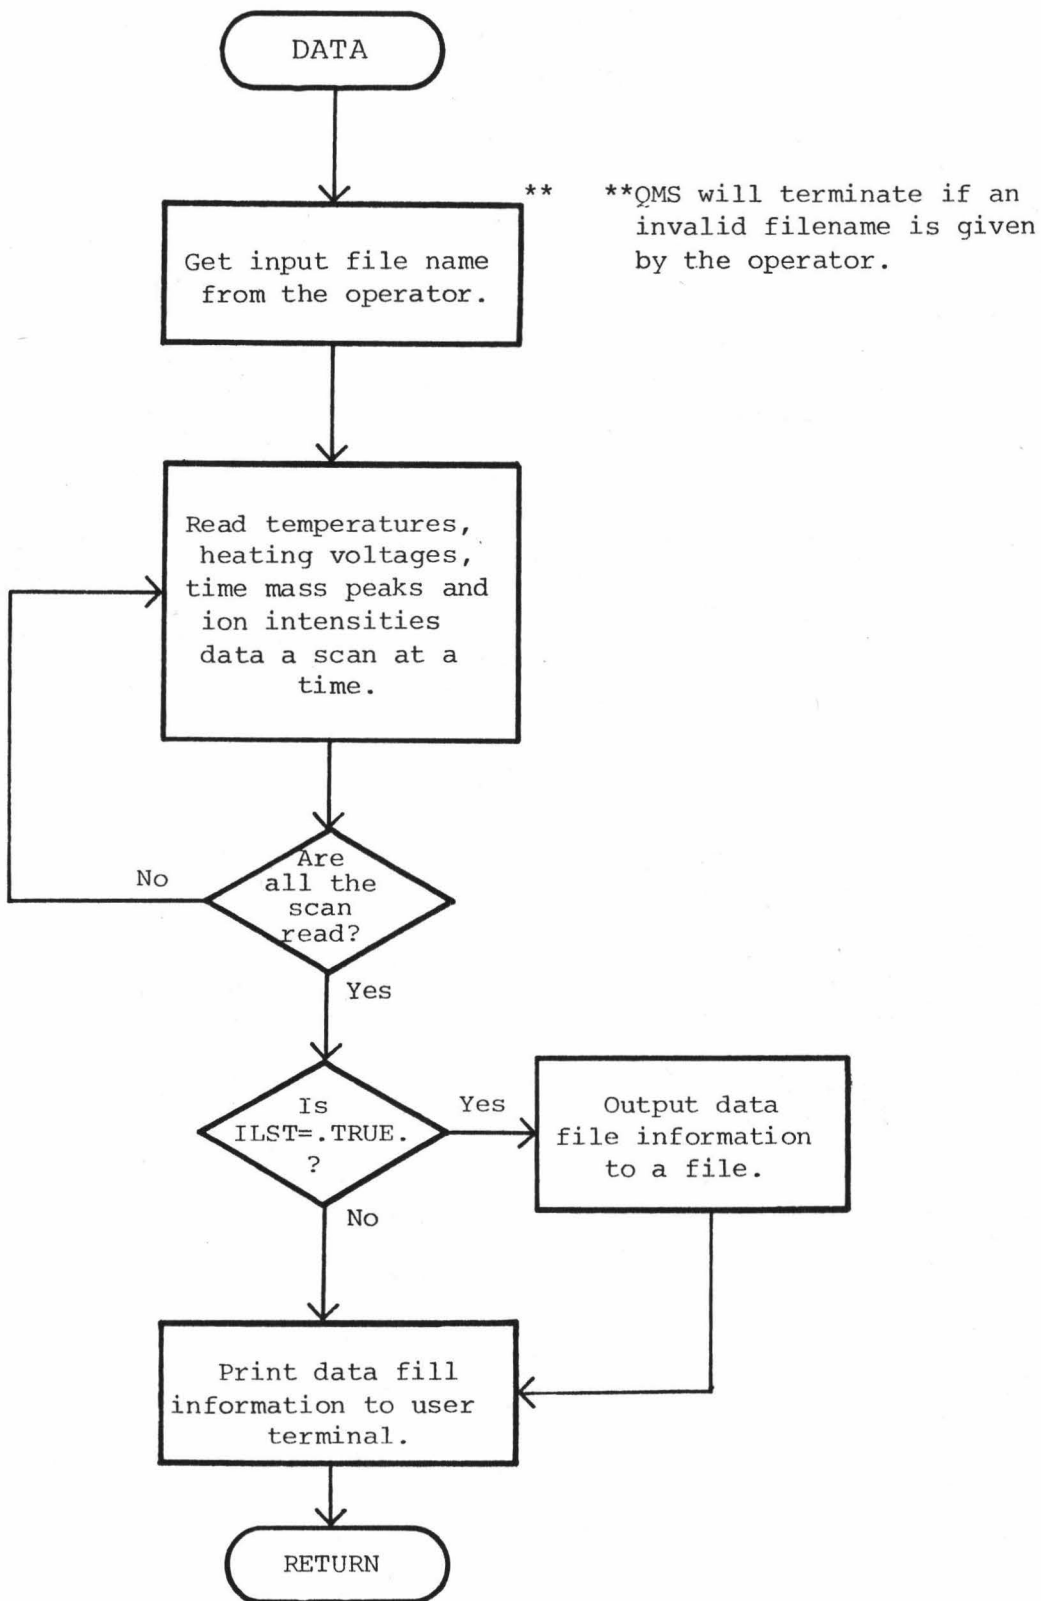 DATA
**
**QMS will terminate if an
invalid filename is given
by the operator.
Get input file name
from the operator.
Read temperatures,
heating voltages,
time mass peaks and
ion intensities
data a scan at a
time.
Are
all the
scan
read?
No
Yes
Is
ILST=.TRUE.
?
Yes
No
Output data
file information
to a file.
Print data fill
information to user
terminal.
RETURN